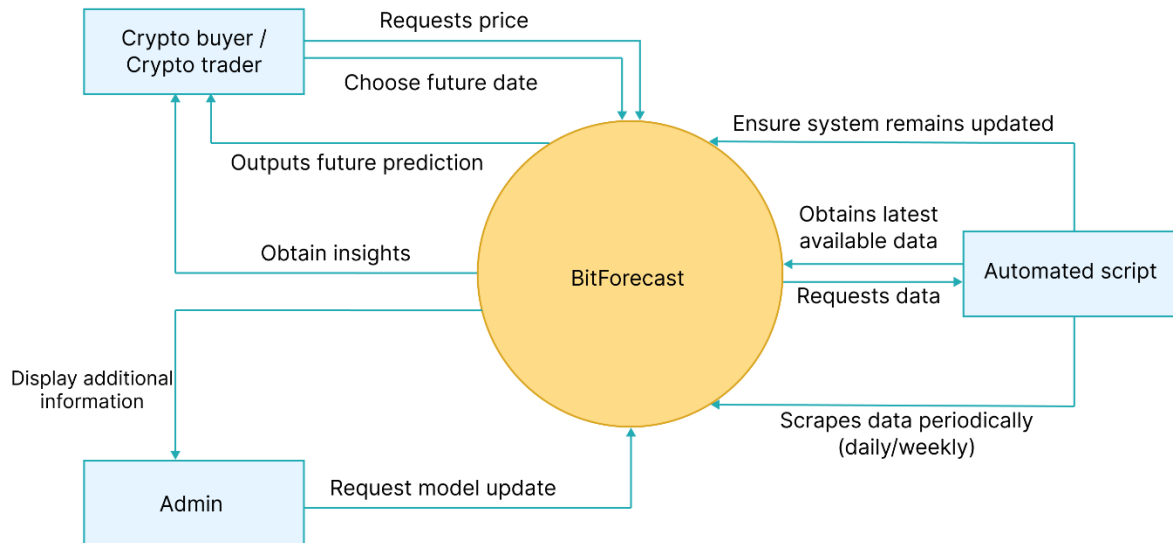 Requests price
Crypto buyer /
Crypto trader
Choose future date
Ensure system remains updated
Outputs future prediction
Obtains latest
available data
Obtain insights
BitForecast
Automated script
Requests data
Display additional
information
Scrapes data periodically
(daily/weekly)
Request model update
Admin